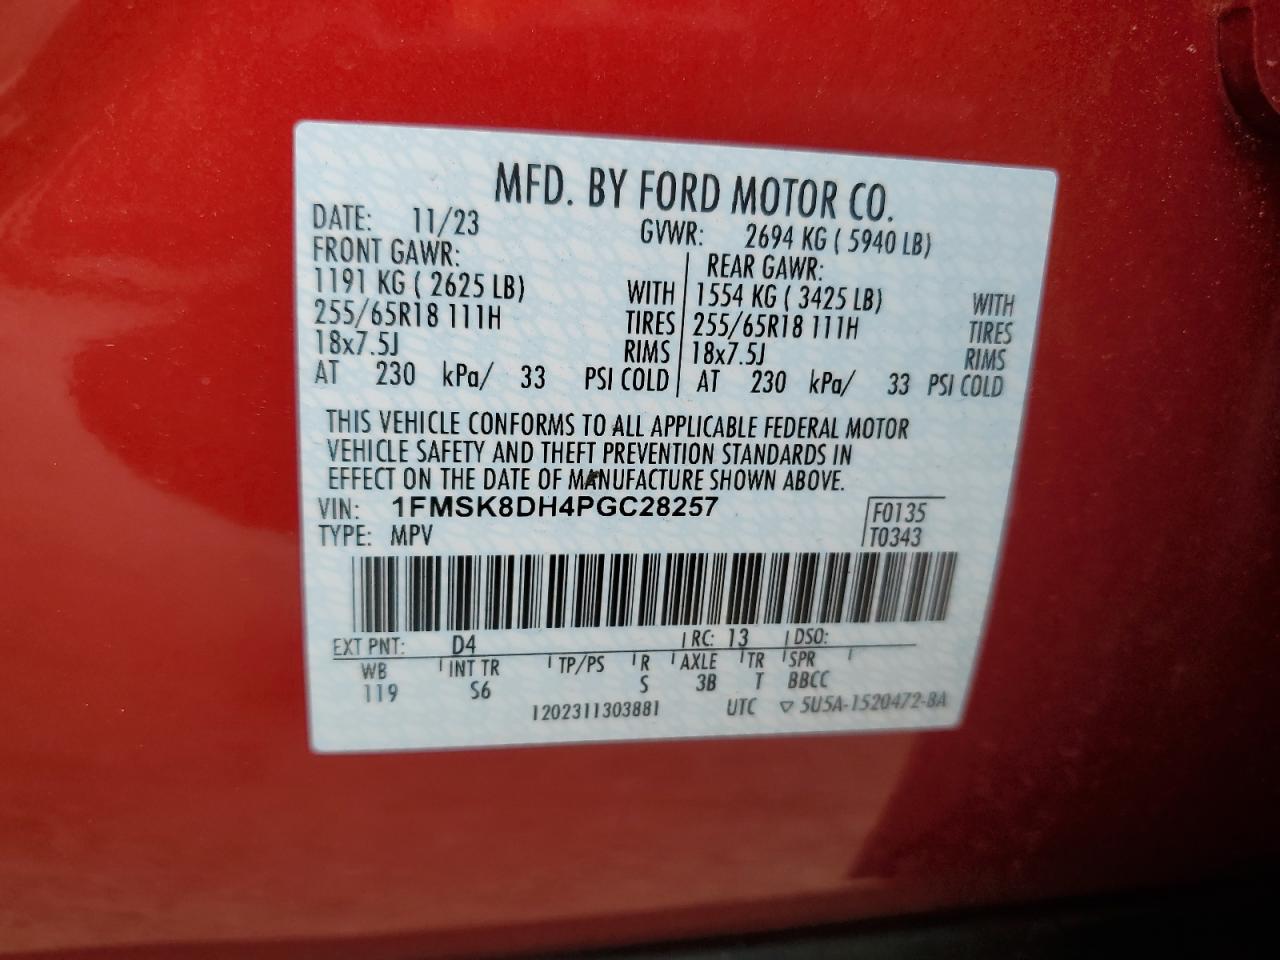 MFD. BY FORD MOTOR CO.
DATE: 11/23 GVWR: 2694 KG ( 5940 LB)
FRONT GAWR: REAR GAWR:
1191 KG ( 2625 LB) WITH 1554 KG ( 3425 LB) WITH
255/65R18 111H TIRES 255/65R18 111H TIRES
18x7.5J RIMS 18x7.5J RIMS
AT 230 kPa/ 33 PSI COLD AT 230 kPa/ 33 PSI COLD
THIS VEHICLE CONFORMS TO ALL APPLICABLE FEDERAL MOTOR
VEHICLE SAFETY AND THEFT PREVENTION STANDARDS IN
EFFECT ON THE DATE OF MANUFACTURE SHOWN ABOVE.
VIN: 1FMSK8DH4PGC28257 F0135
TYPE: MPV T0343
EXT PNT: D4 RC: 13 DSO:
WB INT TR TP/PS R AXLE TR SPR
119 S6 S 3B T BBCC
1202311303881 UTC ▽ 5U5A-1520472-BA